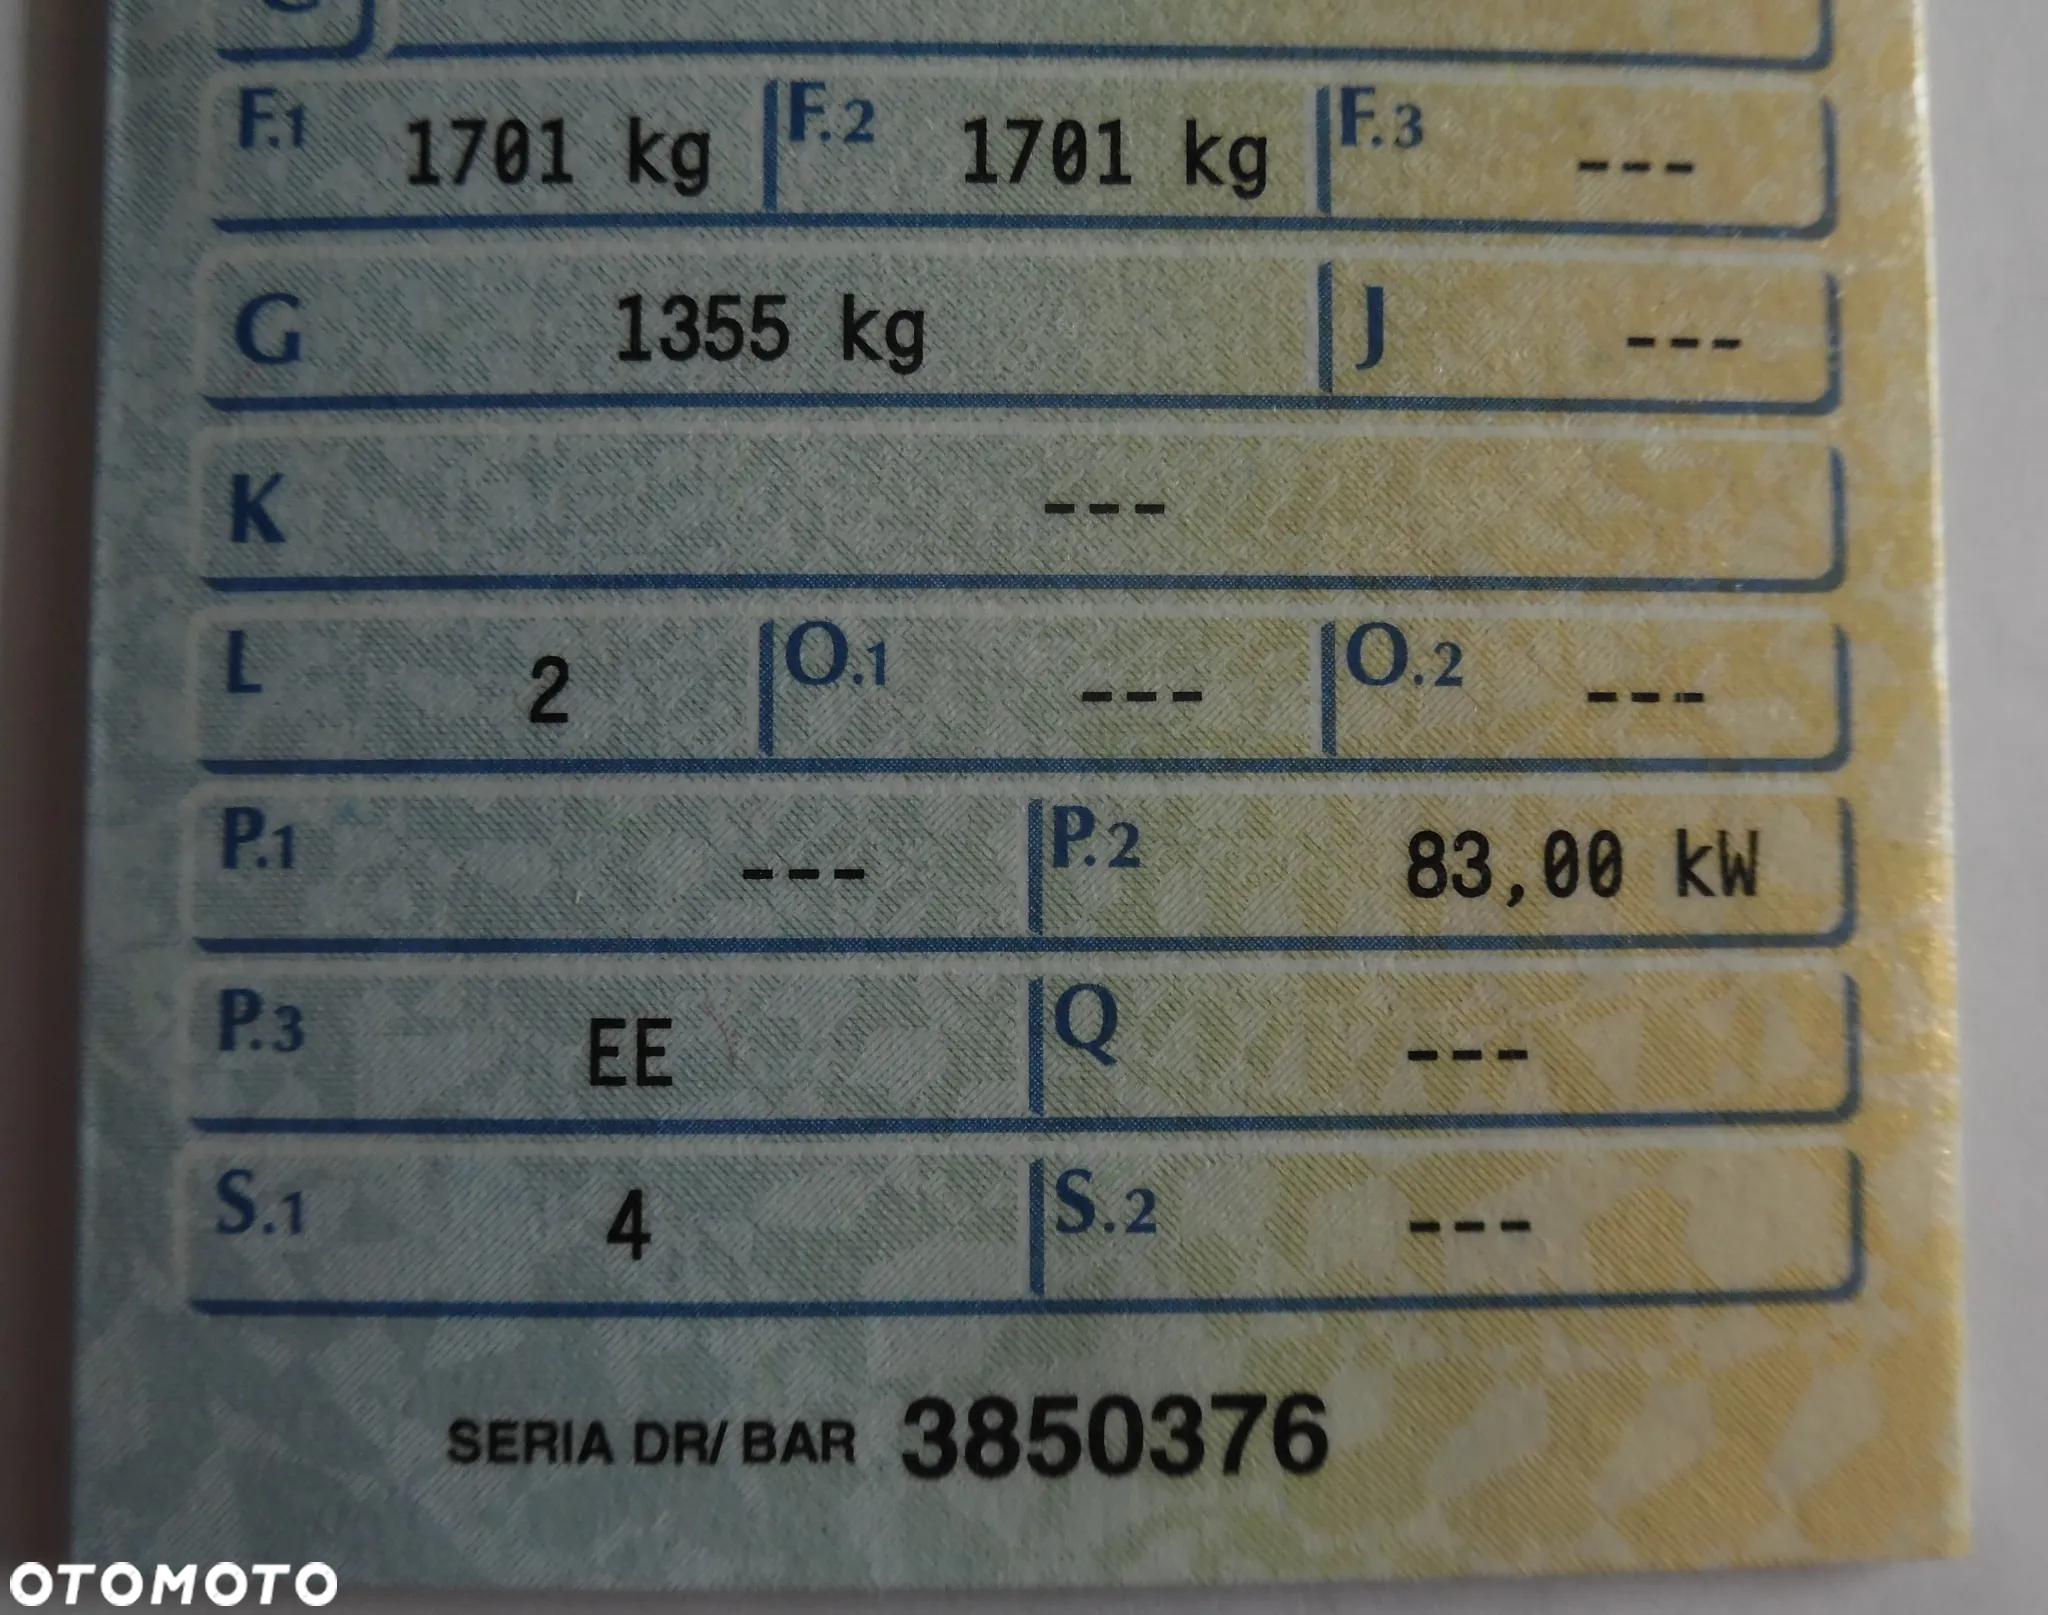 F.1 1701 kg F.2 1701 kg F.3 ---
G 1355 kg J ---
K ---
L 2 O.1 --- O.2 ---
P.1 --- P.2 83,00 kW
P.3 EE Q ---
S.1 4 S.2 ---
SERIA DR/ BAR 3850376
OTOMOTO